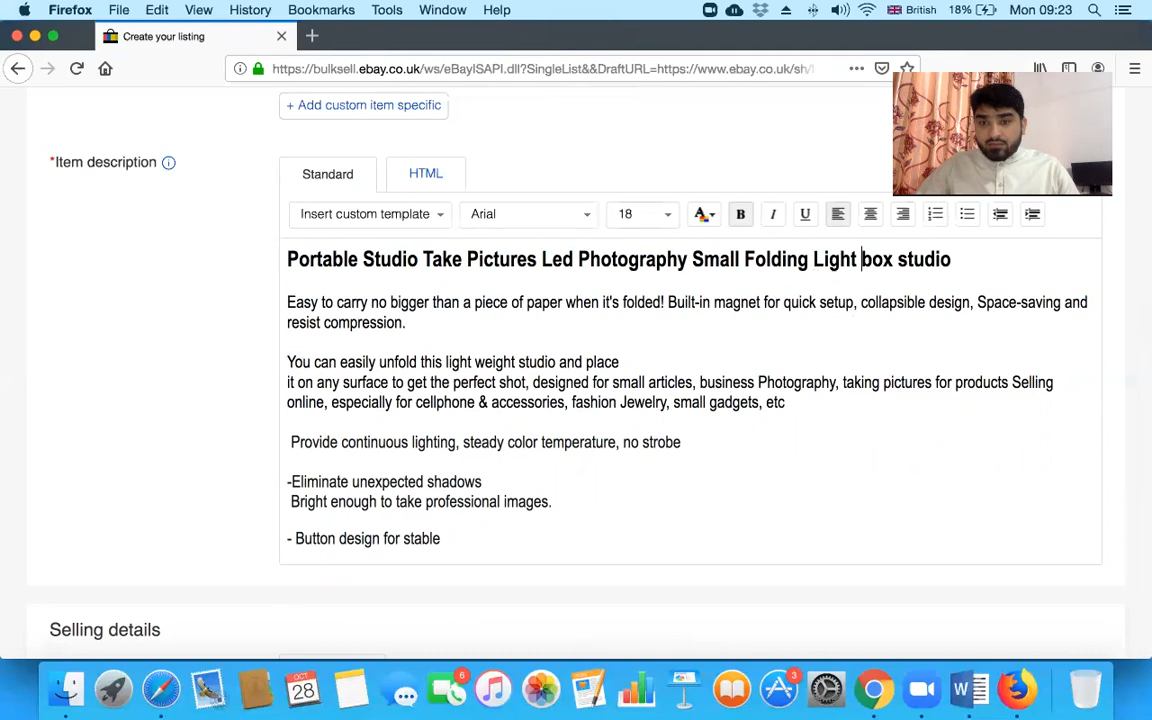 Firefox File Edit View History Bookmarks Tools Window Help British 18% Mon 09:23
Create your listing
https://bulksell.ebay.co.uk/ws/eBayISAPI.dll?SingleList&&DraftURL=https://www.ebay.co.uk/sh/
+ Add custom item specific
*Item description
Standard HTML
Insert custom template Arial 18 A B I U
Portable Studio Take Pictures Led Photography Small Folding Light box studio
Easy to carry no bigger than a piece of paper when it's folded! Built-in magnet for quick setup, collapsible design, Space-saving and
resist compression.
You can easily unfold this light weight studio and place
it on any surface to get the perfect shot, designed for small articles, business Photography, taking pictures for products Selling
online, especially for cellphone & accessories, fashion Jewelry, small gadgets, etc
Provide continuous lighting, steady color temperature, no strobe
-Eliminate unexpected shadows
Bright enough to take professional images.
- Button design for stable
Selling details
OCT
28
6
3
W